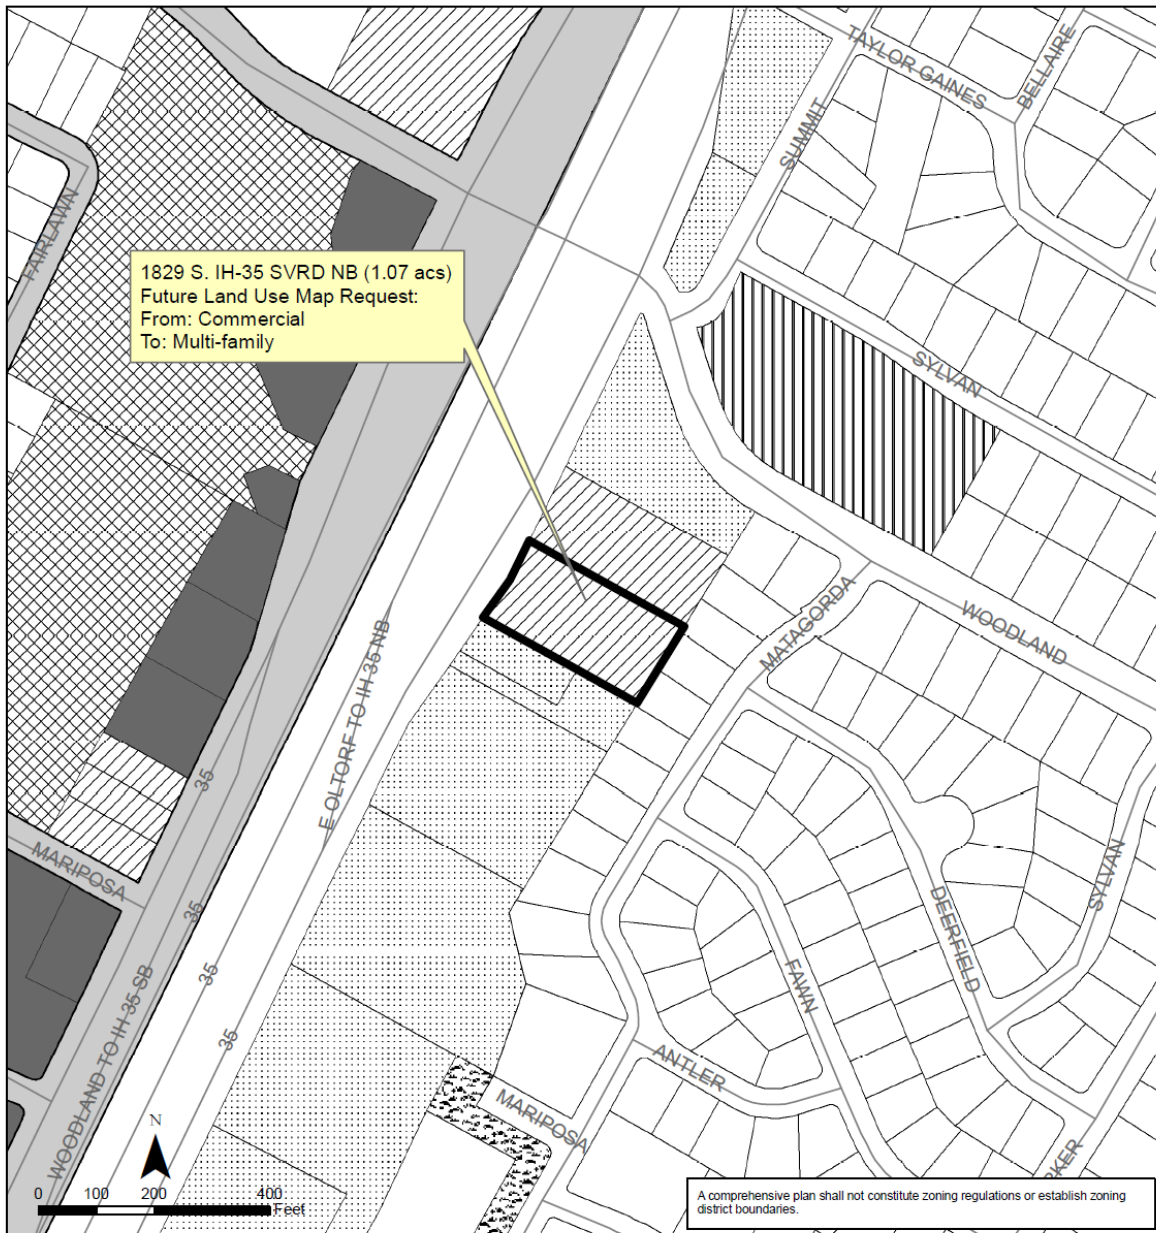 TAYLOR GAINES
BELLAIRE
SUMMIT
FAIRLAWN
1829 S. IH-35 SVRD NB (1.07 acs)
Future Land Use Map Request:
From: Commercial
To: Multi-family
SYLVAN
MATAGORDA
WOODLAND
E OLTORF TO IH 35 NB
35
MARIPOSA
35
SYLVAN
DEERFIELD
FAWN
35
35
WOODLAND TO IH 35 SB
ANTLER
MARIPOSA
RKER
N
0 100 200 400
Feet
A comprehensive plan shall not constitute zoning regulations or establish zoning
district boundaries.